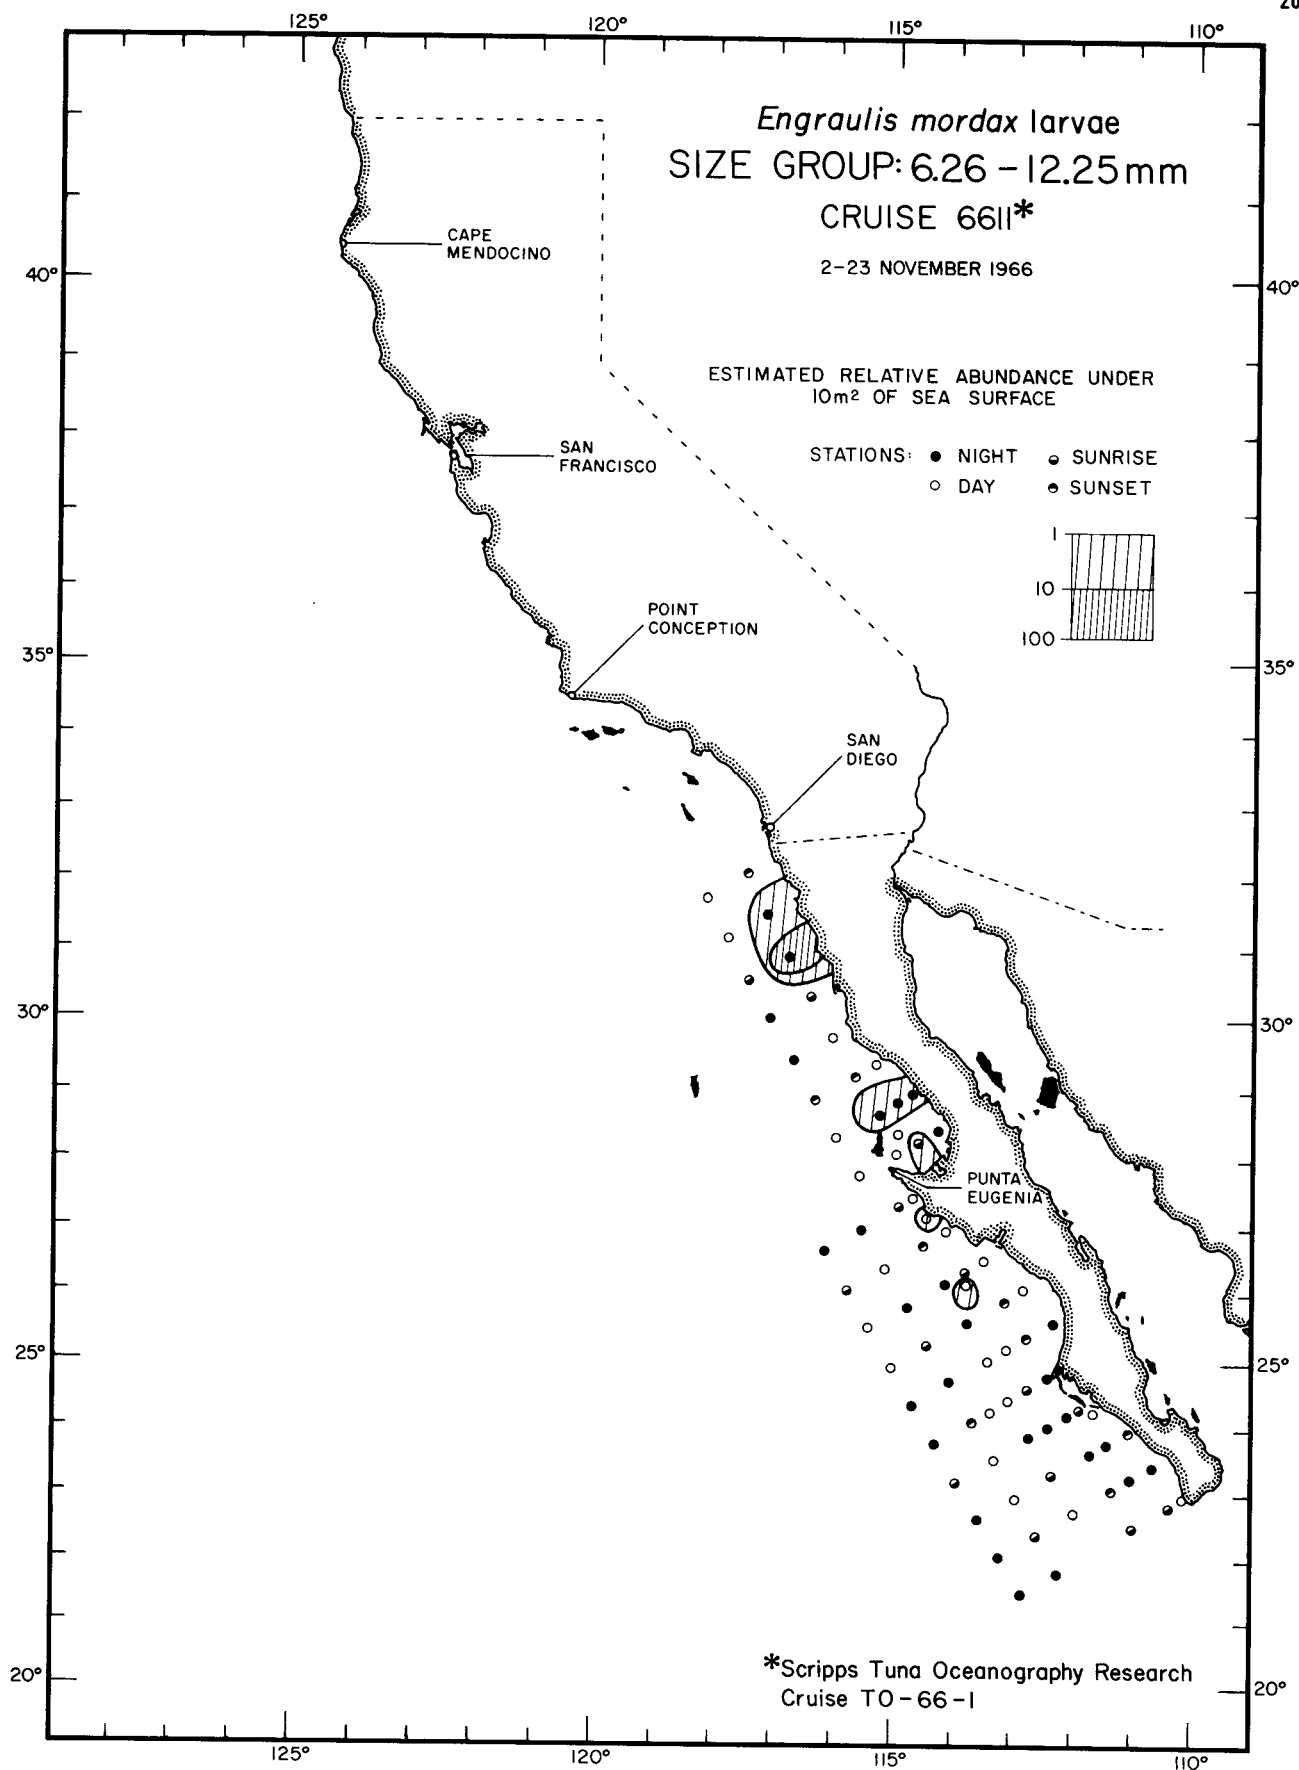 20
125°
120°
115°
110°
Engraulis mordax larvae
SIZE GROUP: 6.26 – 12.25mm
CRUISE 6611*
2–23 NOVEMBER 1966
CAPE
MENDOCINO
40°
40°
ESTIMATED RELATIVE ABUNDANCE UNDER
10m² OF SEA SURFACE
STATIONS: ● NIGHT ◒ SUNRISE
○ DAY ◓ SUNSET
SAN
FRANCISCO
1
10
100
POINT
CONCEPTION
35°
35°
SAN
DIEGO
30°
30°
PUNTA
EUGENIA
25°
25°
*Scripps Tuna Oceanography Research
Cruise TO–66–1
20°
20°
125°
120°
115°
110°